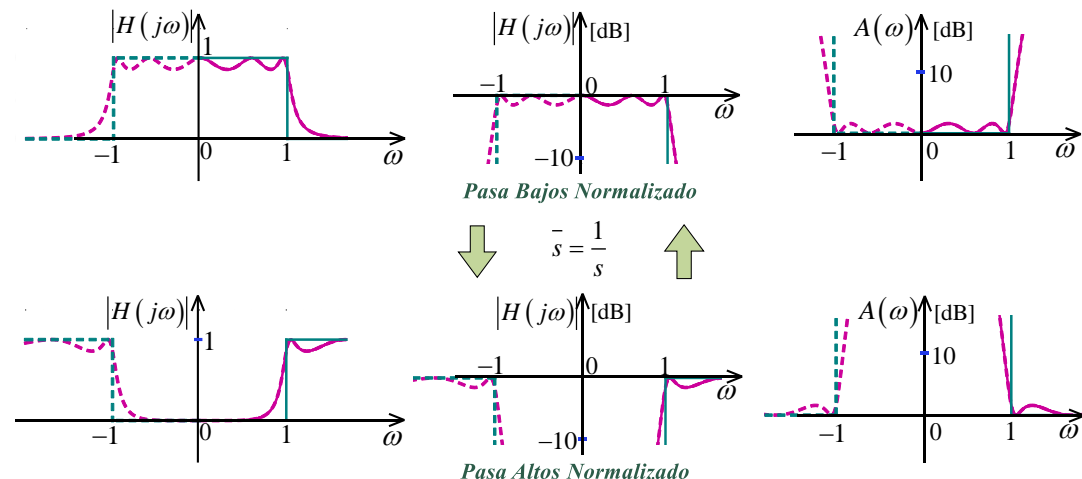 |H(jω)|
1
−1
0
1
ω
|H(jω)| [dB]
−1
0
1
ω
−10
A(ω) [dB]
10
−1
0
1
ω
Pasa Bajos Normalizado
s̄ = 1/s
|H(jω)|
1
−1
0
1
ω
|H(jω)| [dB]
−1
0
1
ω
−10
A(ω) [dB]
10
−1
0
1
ω
Pasa Altos Normalizado